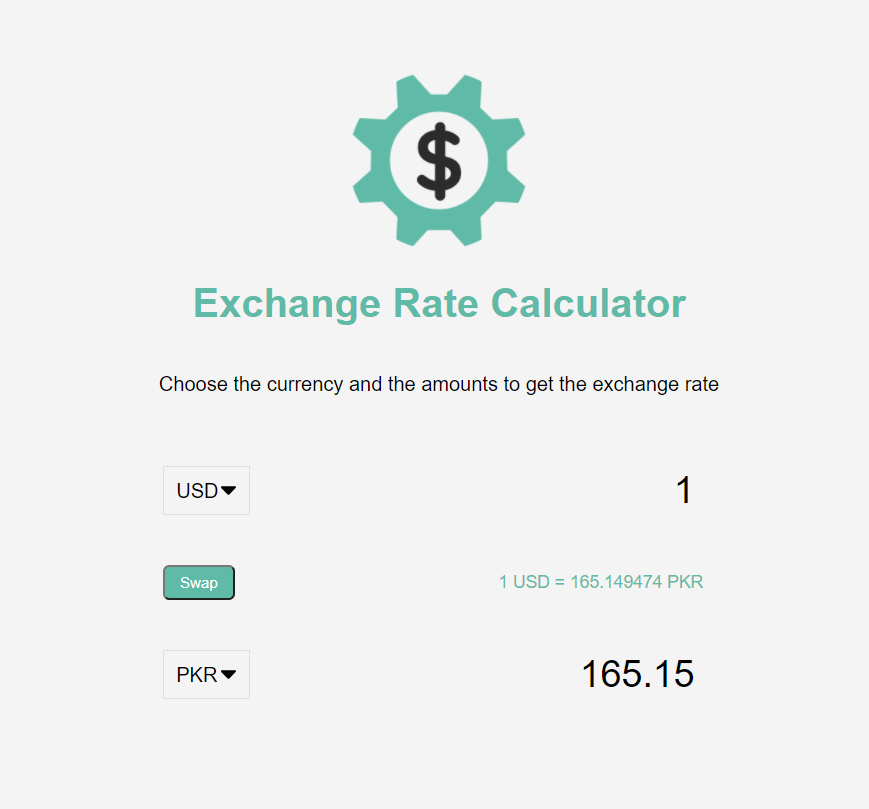 $
Exchange Rate Calculator
Choose the currency and the amounts to get the exchange rate
USD 1
Swap 1 USD = 165.149474 PKR
PKR 165.15